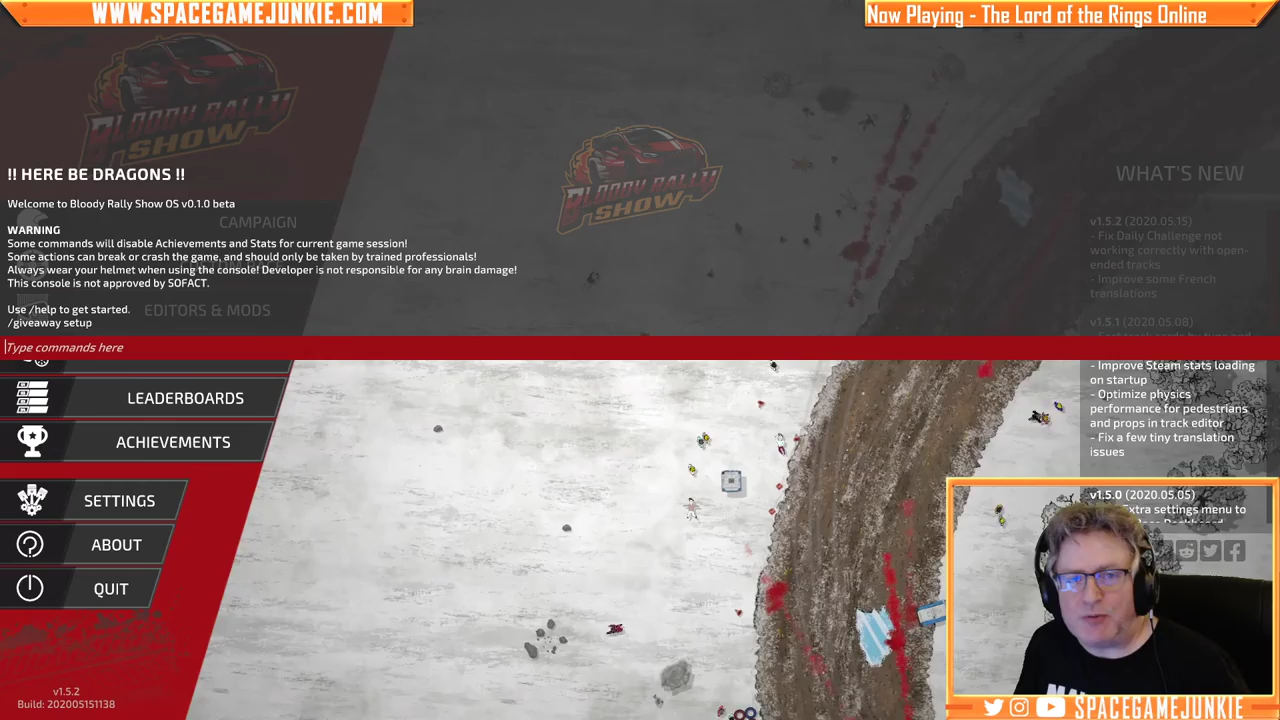 WWW.SPACEGAMEJUNKIE.COM
Now Playing - The Lord of the Rings Online
BLOODY RALLY
SHOW
BLOODY RALLY
SHOW
!! HERE BE DRAGONS !!
Welcome to Bloody Rally Show OS v0.1.0 beta
WARNING
Some commands will disable Achievements and Stats for current game session!
Some actions can break or crash the game, and should only be taken by trained professionals!
Always wear your helmet when using the console! Developer is not responsible for any brain damage!
This console is not approved by SOFACT.
Use /help to get started.
/giveaway setup
Type commands here
CAMPAIGN
EDITORS & MODS
LEADERBOARDS
ACHIEVEMENTS
SETTINGS
ABOUT
QUIT
v1.5.2
Build: 202005151138
WHAT'S NEW
v1.5.2 (2020.05.15)
- Fix Daily Challenge not
working correctly with open-
ended tracks
- Improve some French
translations
v1.5.1 (2020.05.08)
- Improve Steam stats loading
on startup
- Optimize physics
performance for pedestrians
and props in track editor
- Fix a few tiny translation
issues
v1.5.0 (2020.05.05)
Extra settings menu to
SPACEGAMEJUNKIE